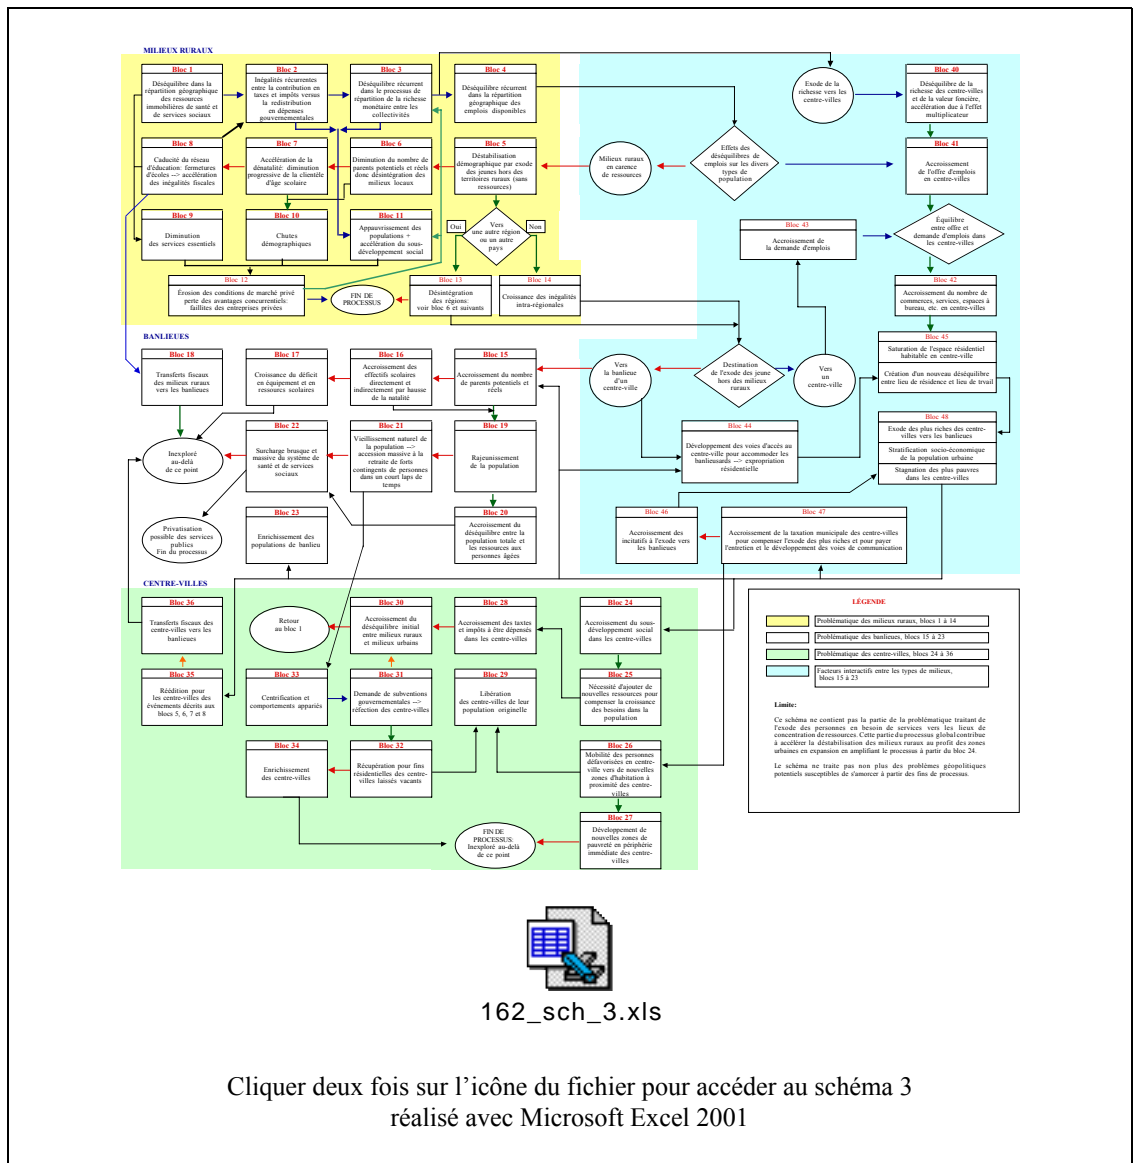 MILIEUX RURAUX
Bloc 1
Déséquilibre dans la
répartition géographique
des ressources
immobilières de santé et
de services sociaux
Bloc 2
Inégalités récurrentes
entre la contribution en
taxes et impôts versus
la redistribution
en dépenses
gouvernementales
Bloc 3
Déséquilibre récurrent
dans le processus de
répartition de la richesse
monétaire entre les
collectivités
Bloc 4
Déséquilibre récurrent
dans la répartition
géographique des
emplois disponibles
Exode de la
richesse vers les
centre-villes
Bloc 40
Déséquilibre de la
richesse des centre-villes
et de la valeur foncière,
accélération due à l'effet
multiplicateur
Bloc 8
Caducité du réseau
d'éducation: fermetures
d'écoles --> accélération
des inégalités fiscales
Bloc 7
Accélération de la
dénatalité: diminution
progressive de la clientèle
d'âge scolaire
Bloc 6
Diminution du nombre de
parents potentiels et réels
donc désintégration des
milieux locaux
Bloc 5
Déstabilisation
démographique par exode
des jeunes hors des
territoires ruraux (sans
ressources)
Milieux ruraux
en carence
de ressources
Effets des
déséquilibres de
emplois sur les divers
types de
population
Bloc 41
Accroissement
de l'offre d'emplois
en centre-villes
Bloc 9
Diminution
des services essentiels
Bloc 10
Chutes
démographiques
Bloc 11
Appauvrissement des
populations +
accélération du sous-
développement social
Oui
Vers
une autre région
ou un autre
pays
Non
Bloc 43
Accroissement de
la demande d'emplois
Équilibre
entre offre et
demande d'emplois dans
les centre-villes
Bloc 12
Érosion des conditions de marché privé
perte des avantages concurrentiels:
faillites des entreprises privées
FIN DE
PROCESSUS
Bloc 13
Désintégration
des régions:
voir bloc 6 et suivants
Bloc 14
Croissance des inégalités
intra-régionales
Bloc 42
Accroissement du nombre de
commerces, services, espaces à
bureau, etc. en centre-villes
BANLIEUES
Bloc 18
Transferts fiscaux
des milieux ruraux
vers les banlieues
Bloc 17
Croissance du déficit
en équipement et en
ressources scolaires
Bloc 16
Accroissement des
effectifs scolaires
directement et
indirectement par hausse
de la natalité
Bloc 15
Accroissement du nombre
de parents potentiels et
réels
Vers
la banlieue
d'un
centre-ville
Destination
de l'exode des jeune
hors des milieux
ruraux
Vers
un
centre-ville
Bloc 45
Saturation de l'espace résidentiel
habitable en centre-ville
Création d'un nouveau déséquilibre
entre lieu de résidence et lieu de trvail
Inexploré
au-delà
de ce point
Bloc 22
Surcharge brusque et
massive du système de
santé et de services
sociaux
Bloc 21
Vieillissement naturel de
la population -->
accession massive à la
retraite de forts
contingents de personnes
dans un court laps de
temps
Bloc 19
Rajeunissement
de la population
Bloc 44
Développement des voies d'accès au
centre-ville pour accommoder les
banlieusards --> expropriation
résidentielle
Bloc 48
Exode des plus riches des centre-
villes vers les banlieues
Stratification socio-économique
de la population urbaine
Stagnation des plus pauvres
dans les centre-villes
Privatisation
possible des services
publics
Fin du processus
Bloc 23
Enrichissement des
populations de banlieu
Bloc 20
Accroissement du
déséquilibre entre la
population totale et
les ressources aux
personnes âgées
Bloc 46
Accroissement des
incitatifs à l'exode vers
les banlieues
Bloc 47
Accroissement de la taxation municipale des centre-villes
pour compenser l'exode des plus riches et pour payer
l'entretien et le développement des voies de communication
CENTRE-VILLES
Bloc 36
Transferts fiscaux des
centre-villes vers les
banlieues
Retour
au bloc 1
Bloc 30
Accroissement du
déséquilibre initial
entre milieux ruraux
et milieux urbains
Bloc 28
Accroissement des taxtes
et impôts à être dépensés
dans les centre-villes
Bloc 24
Accroissement du sous-
développement social
dans les centre-villes
Bloc 35
Réédition pour
les centre-villes des
événements décrits aux
blocs 5, 6, 7 et 8
Bloc 33
Centrification et
comportements appariés
Bloc 31
Demande de subventions
gouvernementales -->
réfection des centre-villes
Bloc 29
Libération
des centre-villes de leur
population originelle
Bloc 25
Nécessité d'ajouter de
nouvelles ressources pour
compenser la croissance
des besoins dans la
population
Bloc 34
Enrichissement
des centre-villes
Bloc 32
Récupération pour fins
résidentielles des centre-
villes laissés vacants
Bloc 26
Mobilité des personnes
défavorisées en centre-
ville vers de nouvelles
zones d'habitation à
proximité des centre-
villes
FIN DE
PROCESSUS:
Inexploré au-delà
de ce point
Bloc 27
Développement de
nouvelles zones de
pauvreté en périphérie
immédiate des centre-
villes
LÉGENDE
Problématique des milieux ruraux, blocs 1 à 14
Problématique des banlieues, blocs 15 à 23
Problématique des centre-villes, blocs 24 à 36
Facteurs interactifs entre les types de milieu,
blocs 15 à 23
Limite:
Ce schéma ne contient pas la partie de la problématique traitant de
l'exode des personnes en besoin de services vers les lieux de
concentration de ressources. Cette partie du processus global contribue
à accélérer la déstabilisation des milieux ruraux au profit des zones
urbaines en expansion en amplifiant le processus à partir du bloc 24.
Le schéma ne traite pas non plus des problèmes géopolitiques
potentiels susceptibles de s'amorcer à partir des fins de processus.
162_sch_3.xls
Cliquer deux fois sur l’icône du fichier pour accéder au schéma 3
réalisé avec Microsoft Excel 2001